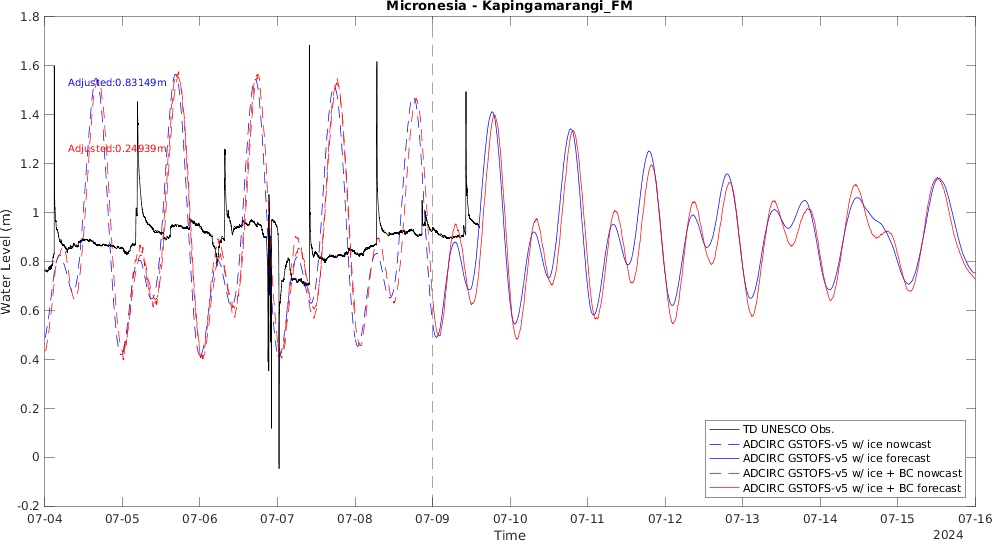 Micronesia - Kapingamarangi_FM
Water Level (m)
1.8
1.6
1.4
1.2
1
0.8
0.6
0.4
0.2
0
-0.2
Adjusted:0.83149m
Adjusted:0.24939m
TD UNESCO Obs.
ADCIRC GSTOFS-v5 w/ ice nowcast
ADCIRC GSTOFS-v5 w/ ice forecast
ADCIRC GSTOFS-v5 w/ ice + BC nowcast
ADCIRC GSTOFS-v5 w/ ice + BC forecast
07-04 07-05 07-06 07-07 07-08 07-09 07-10 07-11 07-12 07-13 07-14 07-15 07-16
Time
2024